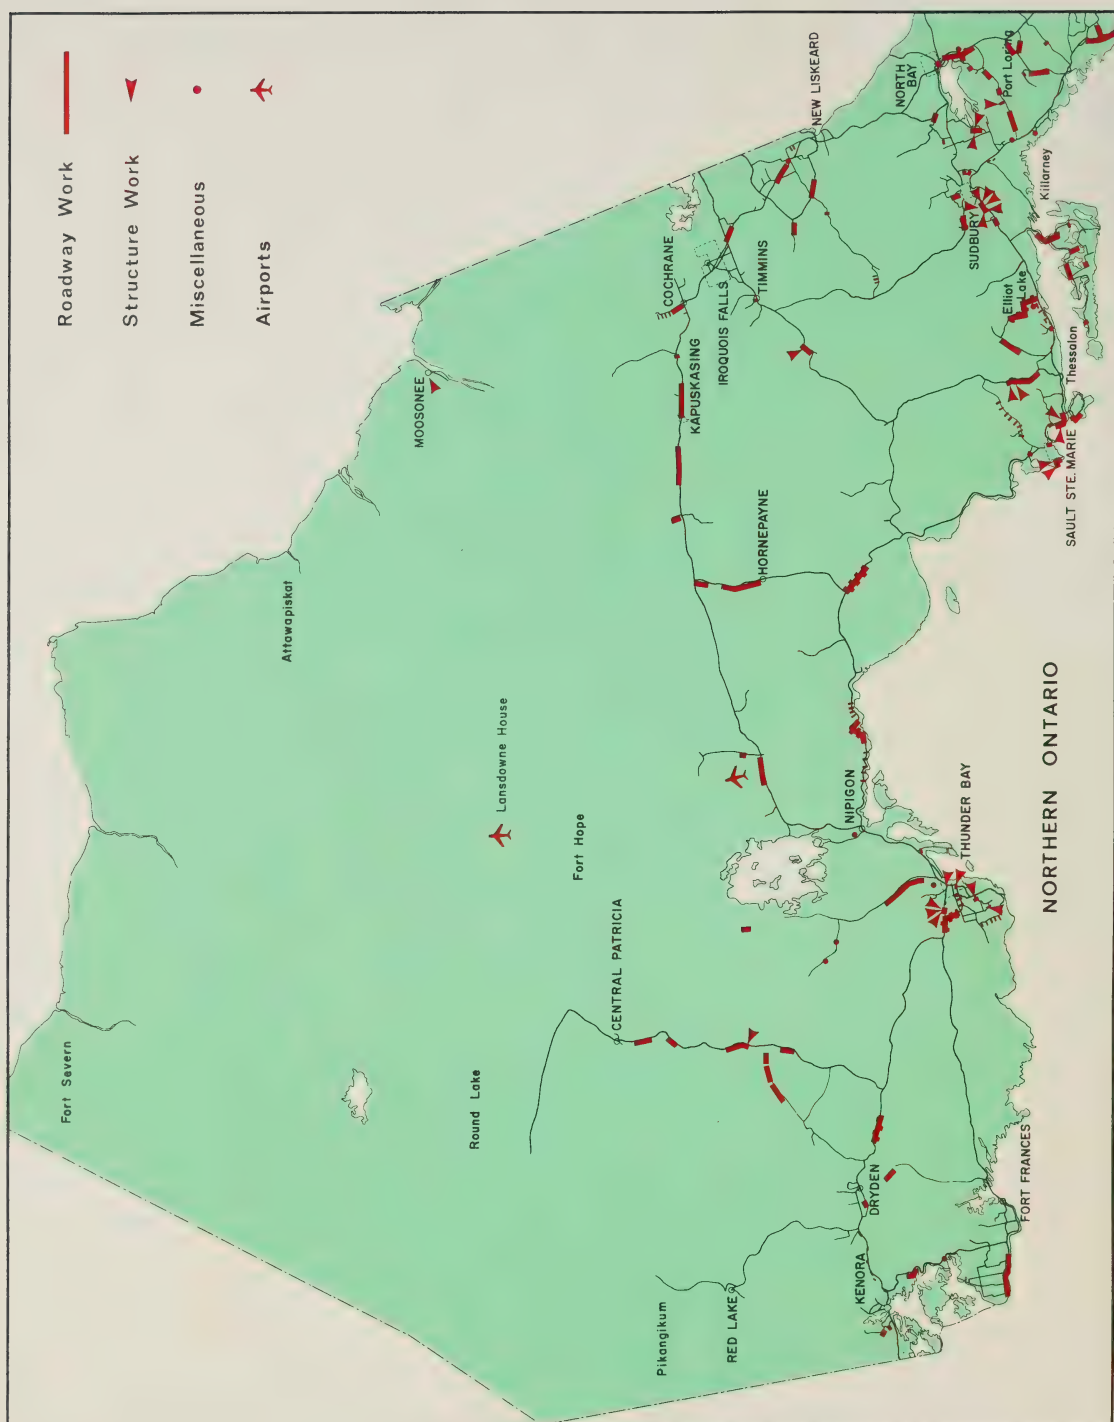 Roadway Work
Structure Work
Miscellaneous
Airports
Fort Severn
Attawapiskat
MOOSONEE
Round Lake
Lansdowne House
Fort Hope
CENTRAL PATRICIA
Pikangikum
RED LAKE
KENORA
DRYDEN
FORT FRANCES
THUNDER BAY
NIPIGON
HORNEPAYNE
KAPUSKASING
COCHRANE
IROQUOIS FALLS
TIMMINS
NEW LISKEARD
NORTH
BAY
Port Loring
SUDBURY
Killarney
Elliot
Lake
Thessalon
SAULT STE. MARIE
NORTHERN ONTARIO